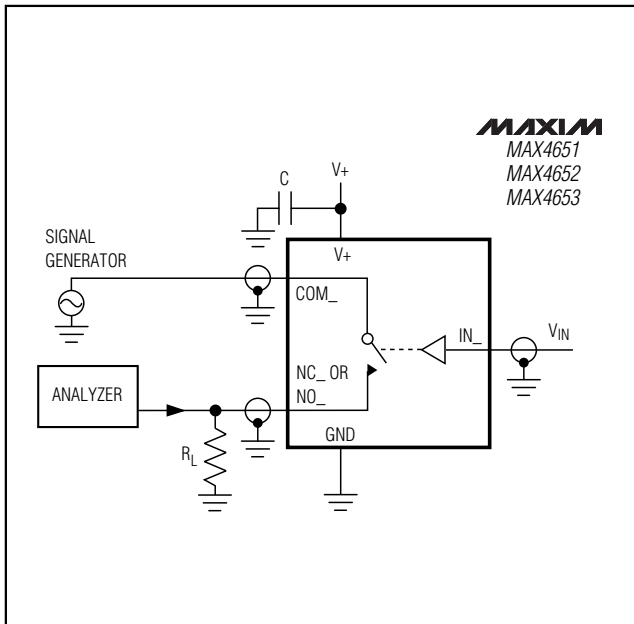 MAXIM
MAX4651
MAX4652
MAX4653
V+
C
V+
SIGNAL
GENERATOR
COM_
IN_
VIN
NC_ OR
NO_
ANALYZER
RL
GND